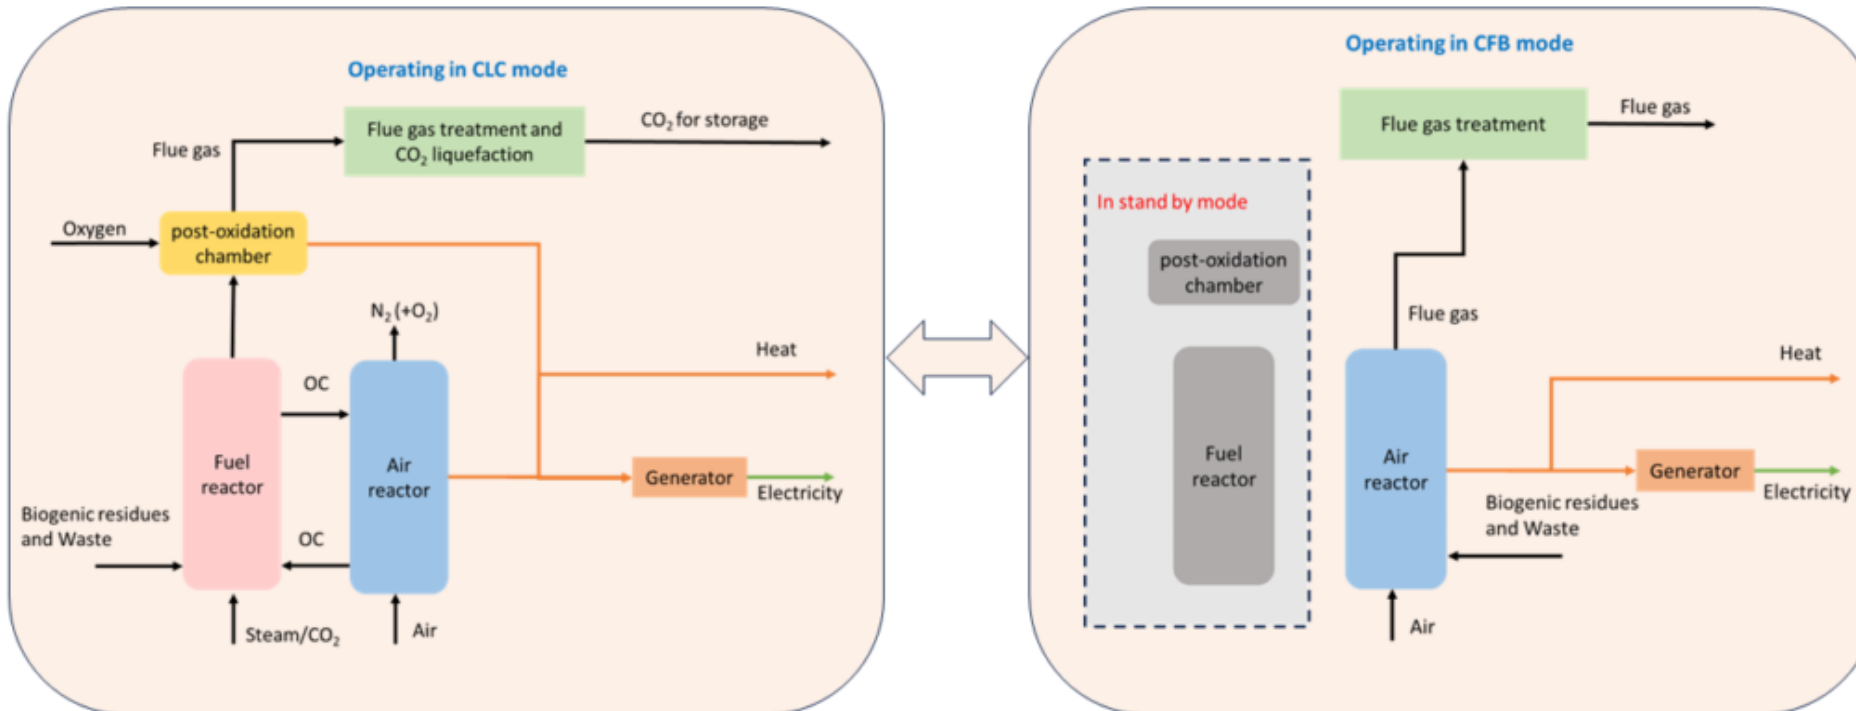 Operating in CLC mode
Flue gas treatment and
CO₂ liquefaction
CO₂ for storage
Flue gas
Oxygen
post-oxidation
chamber
N₂ (+O₂)
Heat
OC
Fuel
reactor
Air
reactor
Generator
Electricity
Biogenic residues
and Waste
OC
Steam/CO₂
Air
Operating in CFB mode
Flue gas treatment
Flue gas
In stand by mode
post-oxidation
chamber
Flue gas
Heat
Fuel
reactor
Air
reactor
Generator
Electricity
Biogenic residues
and Waste
Air